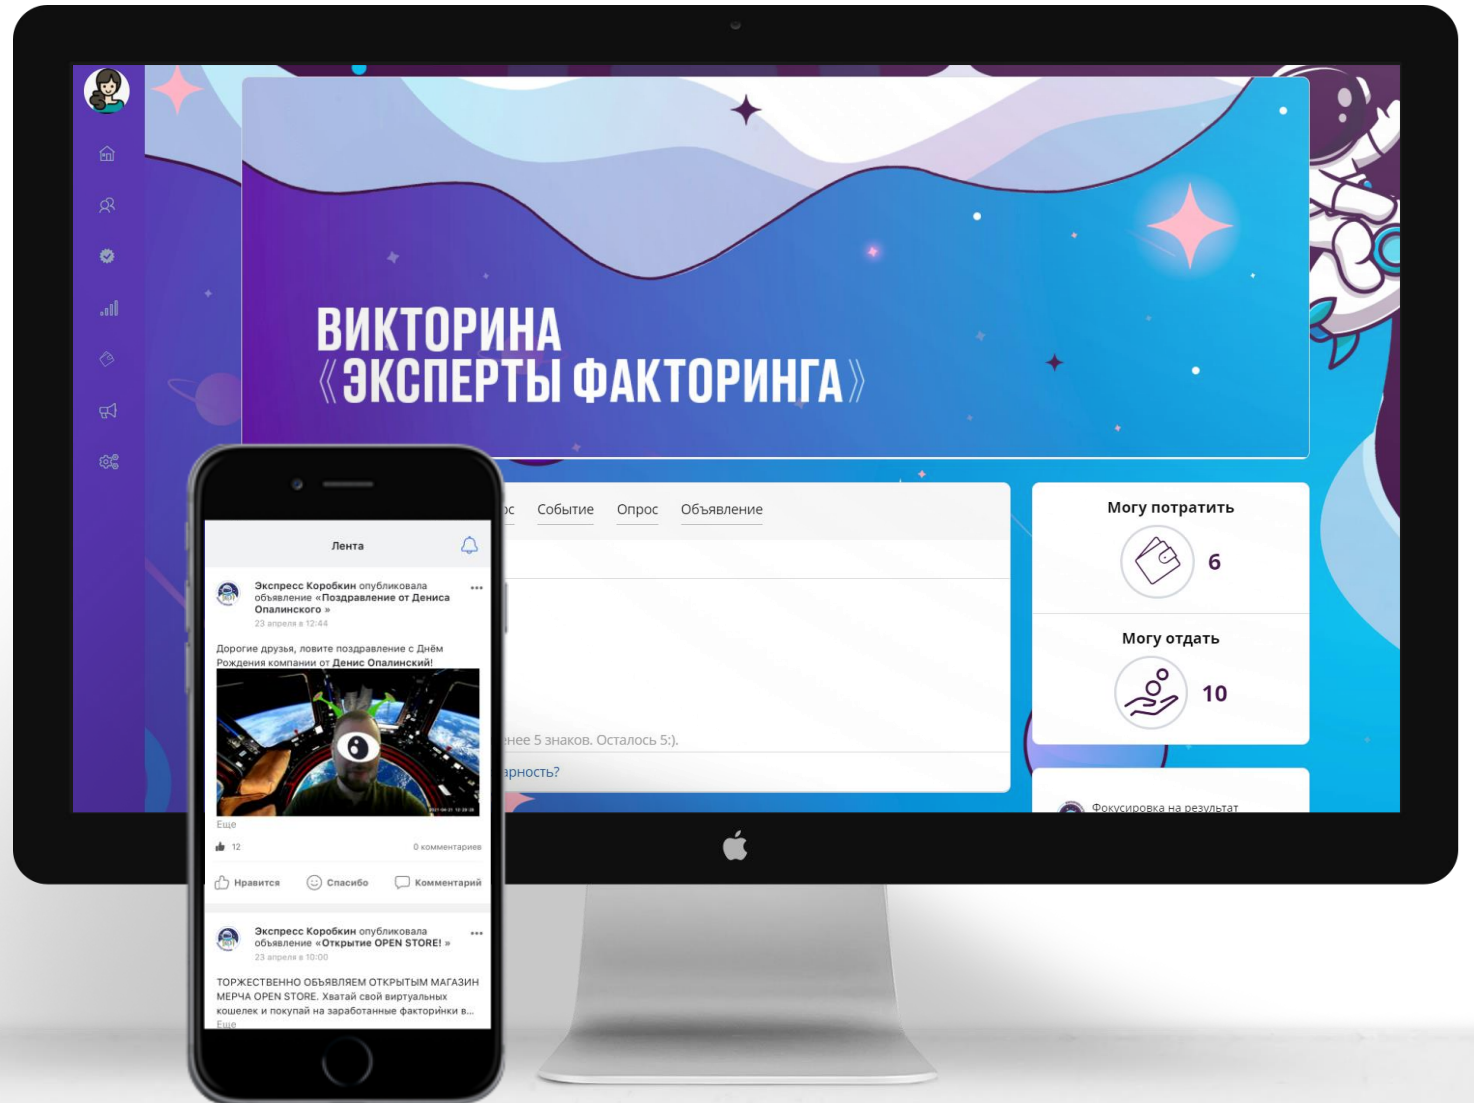 ВИКТОРИНА
«ЭКСПЕРТЫ ФАКТОРИНГА»
Событие Опрос Объявление
Могу потратить
6
Могу отдать
10
5 знаков. Осталось 5:).
Фокусировка на результат
Лента
Экспресс Коробкин опубликовала
объявление «Поздравление от Дениса
Опалинского »
23 апреля в 12:44
Дорогие друзья, ловите поздравление с Днём
Рождения компании от Денис Опалинский!
Еще
12 0 комментариев
Нравится Спасибо Комментарий
Экспресс Коробкин опубликовала
объявление «Открытие OPEN STORE! »
23 апреля в 10:00
ТОРЖЕСТВЕННО ОБЪЯВЛЯЕМ ОТКРЫТЫМ МАГАЗИН
МЕРЧА OPEN STORE. Хватай свой виртуальных
кошелек и покупай на заработанные факторинки в...
Еще